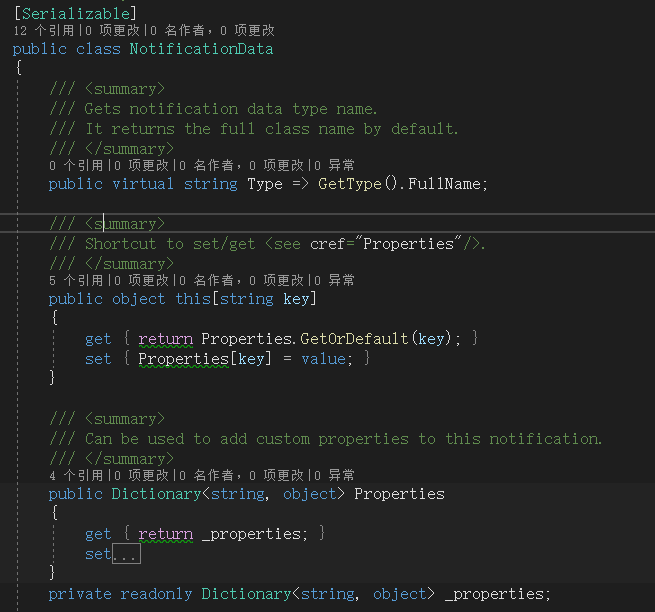 [Serializable]
12 个引用|0 项更改|0 名作者, 0 项更改
public class NotificationData
{
/// <summary>
/// Gets notification data type name.
/// It returns the full class name by default.
/// </summary>
0 个引用|0 项更改|0 名作者, 0 项更改|0 异常
public virtual string Type => GetType().FullName;
/// <summary>
/// Shortcut to set/get <see cref="Properties"/>.
/// </summary>
5 个引用|0 项更改|0 名作者, 0 项更改|0 异常
public object this[string key]
{
get { return Properties.GetOrDefault(key); }
set { Properties[key] = value; }
}
/// <summary>
/// Can be used to add custom properties to this notification.
/// </summary>
4 个引用|0 项更改|0 名作者, 0 项更改|0 异常
public Dictionary<string, object> Properties
{
get { return _properties; }
set...
}
private readonly Dictionary<string, object> _properties;